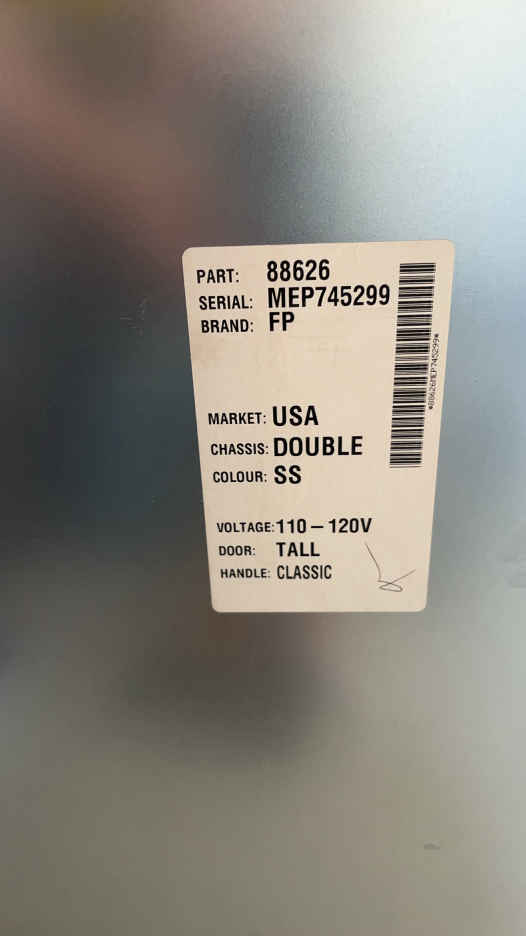 PART: 88626
SERIAL: MEP745299
BRAND: FP
MARKET: USA
CHASSIS: DOUBLE
COLOUR: SS
VOLTAGE: 110 – 120V
DOOR: TALL
HANDLE: CLASSIC
*88626MEP745299*